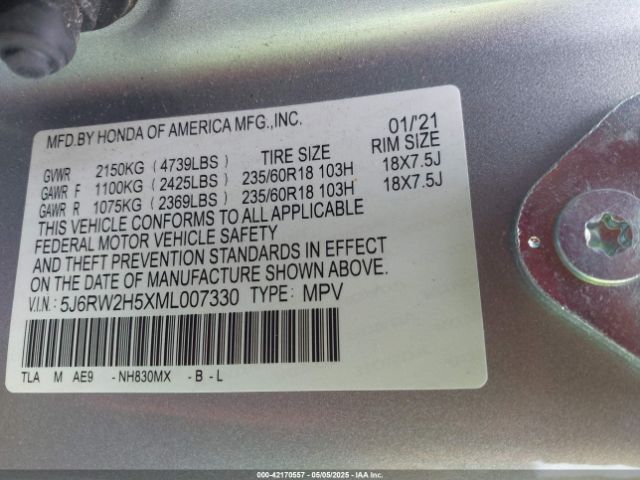 MFD.BY HONDA OF AMERICA MFG.,INC. 01/'21
TIRE SIZE RIM SIZE
GVWR 2150KG (4739LBS)
GAWR F 1100KG (2425LBS) 235/60R18 103H 18X7.5J
GAWR R 1075KG (2369LBS) 235/60R18 103H 18X7.5J
THIS VEHICLE CONFORMS TO ALL APPLICABLE
FEDERAL MOTOR VEHICLE SAFETY
AND THEFT PREVENTION STANDARDS IN EFFECT
ON THE DATE OF MANUFACTURE SHOWN ABOVE.
V.I.N.: 5J6RW2H5XML007330 TYPE: MPV
TLA M AE9 -NH830MX -B-L
000-42170557 - 05/05/2025 - IAA Inc.